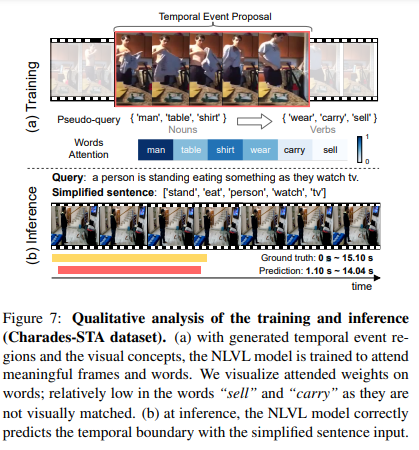 Temporal Event Proposal
(a) Training
Pseudo-query { 'man', 'table', 'shirt' } { 'wear, 'carry', 'sell' }
Nouns Verbs
Words
Attention
man table shirt wear carry sell
1
0
Query: a person is standing eating something as they watch tv.
Simplified sentence: ['stand', 'eat', 'person', 'watch', 'tv']
(b) Inference
Ground truth: 0 s ~ 15.10 s
Prediction: 1.10 s ~ 14.04 s
time
Figure 7: Qualitative analysis of the training and inference
(Charades-STA dataset). (a) with generated temporal event re-
gions and the visual concepts, the NLVL model is trained to attend
meaningful frames and words. We visualize attended weights on
words; relatively low in the words “sell” and “carry” as they are
not visually matched. (b) at inference, the NLVL model correctly
predicts the temporal boundary with the simplified sentence input.